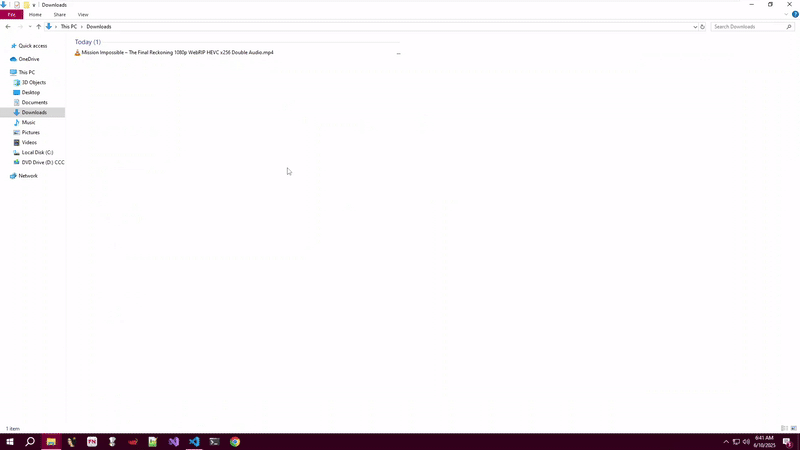 Downloads
File Home Share View
This PC Downloads Search Downloads
Quick access
OneDrive
This PC
3D Objects
Desktop
Documents
Downloads
Music
Pictures
Videos
Local Disk (C:)
DVD Drive (D:) CCC
Network
Today (1)
Mission Impossible – The Final Reckoning 1080p WebRIP HEVC x256 Double Audio.mp4
1 item
FN
6:41 AM
6/10/2025